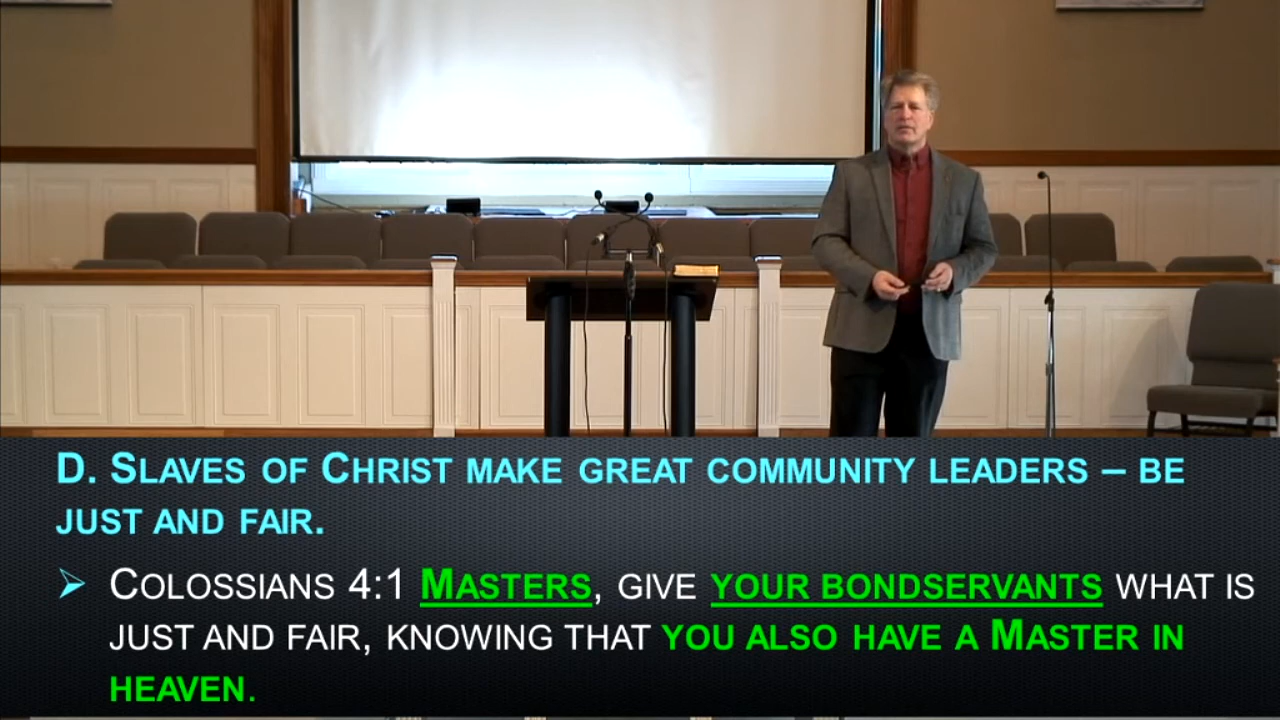 D. Slaves of Christ make great community leaders – be
just and fair.
➢ Colossians 4:1 Masters, give your bondservants what is
just and fair, knowing that you also have a Master in
heaven.